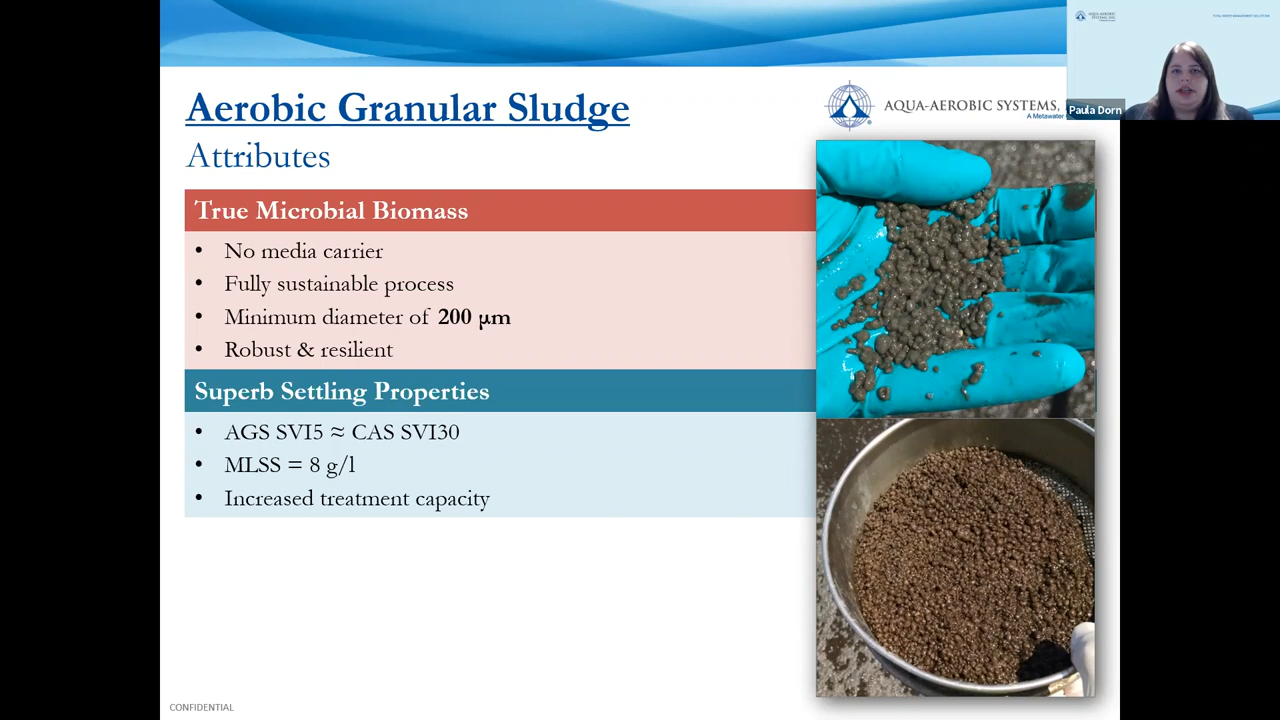 Aerobic Granular Sludge
Attributes
AQUA-AEROBIC SYSTEMS,
A Metawater
Paula Dorn
True Microbial Biomass
• No media carrier
• Fully sustainable process
• Minimum diameter of 200 µm
• Robust & resilient
Superb Settling Properties
• AGS SVI5 ≈ CAS SVI30
• MLSS = 8 g/l
• Increased treatment capacity
CONFIDENTIAL